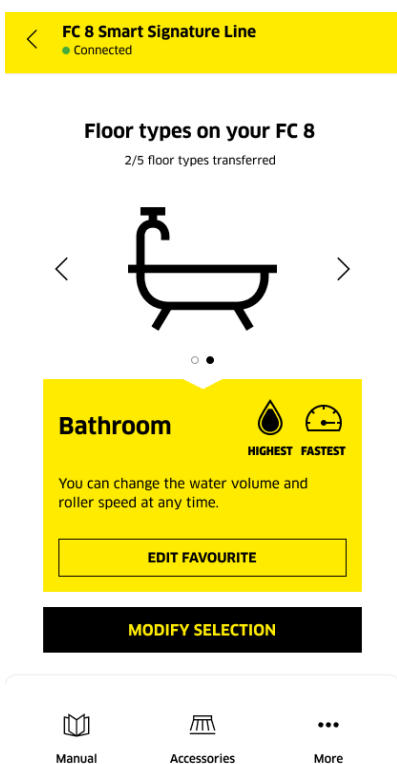 FC 8 Smart Signature Line
Connected
Floor types on your FC 8
2/5 floor types transferred
Bathroom
HIGHEST FASTEST
You can change the water volume and
roller speed at any time.
EDIT FAVOURITE
MODIFY SELECTION
Manual Accessories More